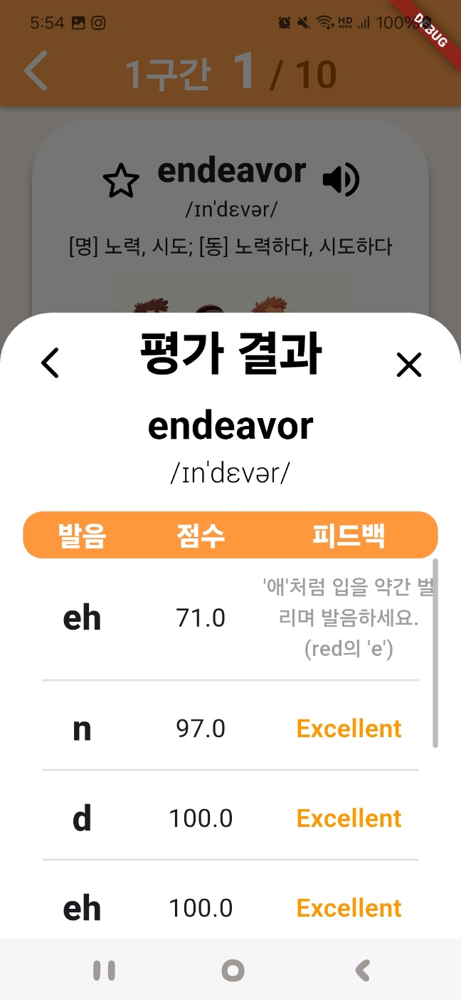 5:54 HD voice 100%
DEBUG
1구간 1 / 10
endeavor
/ɪnˈdɛvər/
[명] 노력, 시도; [동] 노력하다, 시도하다
평가 결과
endeavor
/ɪnˈdɛvər/
발음 점수 피드백
'애'처럼 입을 약간 벌
eh 71.0 리며 발음하세요.
(red의 'e')
n 97.0 Excellent
d 100.0 Excellent
eh 100.0 Excellent